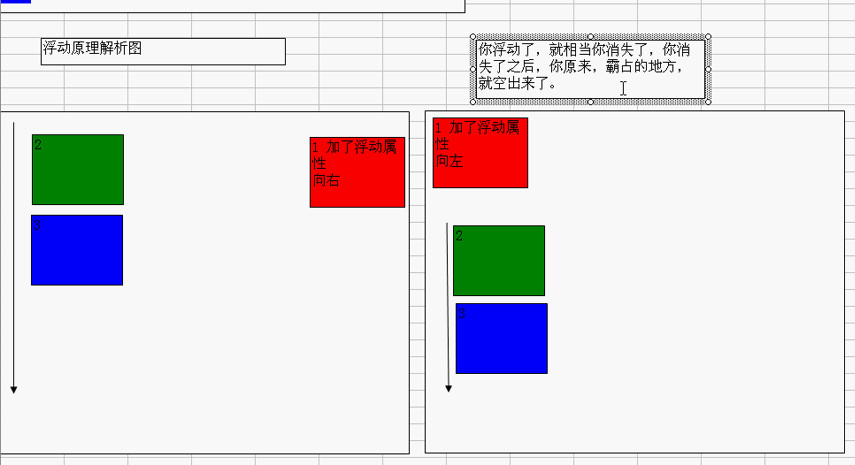 浮动原理解析图
你浮动了，就相当你消失了，你消
失了之后，你原来，霸占的地方，
就空出来了。
2
3
1 加了浮动属
性
向右
1 加了浮动属
性
向左
2
3